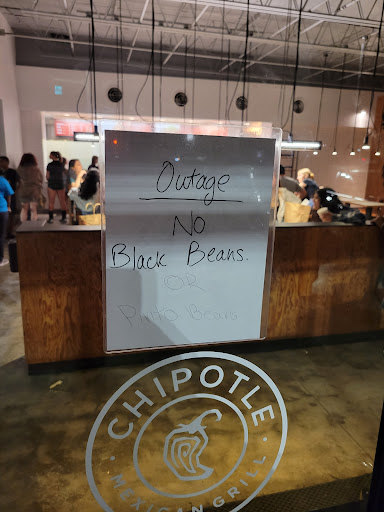 Outage
No
Black Beans.
OR
Pinto Beans
CHIPOTLE
MEXICAN GRILL